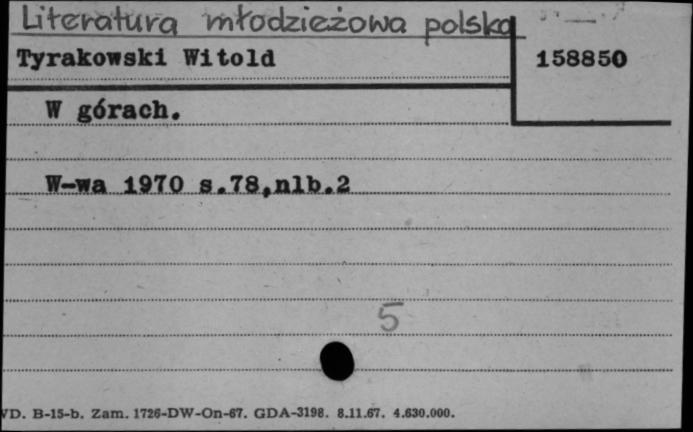 Literatura młodzieżowa polska
Tyrakowski Witold
158850
W górach.
W-wa 1970 s.78,nlb.2
5
VD. B-15-b. Zam. 1726-DW-On-67. GDA-3198. 8.11.67. 4.630.000.